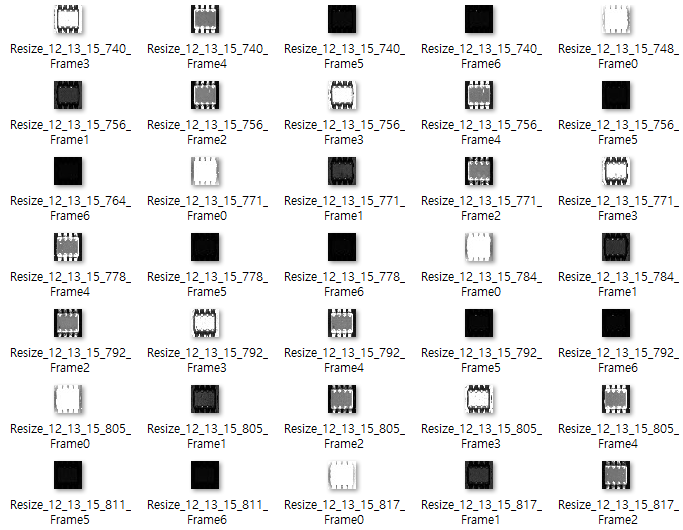 Resize_12_13_15_740_ Resize_12_13_15_740_ Resize_12_13_15_740_ Resize_12_13_15_740_ Resize_12_13_15_748_
Frame3 Frame4 Frame5 Frame6 Frame0
Resize_12_13_15_756_ Resize_12_13_15_756_ Resize_12_13_15_756_ Resize_12_13_15_756_ Resize_12_13_15_756_
Frame1 Frame2 Frame3 Frame4 Frame5
Resize_12_13_15_764_ Resize_12_13_15_771_ Resize_12_13_15_771_ Resize_12_13_15_771_ Resize_12_13_15_771_
Frame6 Frame0 Frame1 Frame2 Frame3
Resize_12_13_15_778_ Resize_12_13_15_778_ Resize_12_13_15_778_ Resize_12_13_15_784_ Resize_12_13_15_784_
Frame4 Frame5 Frame6 Frame0 Frame1
Resize_12_13_15_792_ Resize_12_13_15_792_ Resize_12_13_15_792_ Resize_12_13_15_792_ Resize_12_13_15_792_
Frame2 Frame3 Frame4 Frame5 Frame6
Resize_12_13_15_805_ Resize_12_13_15_805_ Resize_12_13_15_805_ Resize_12_13_15_805_ Resize_12_13_15_805_
Frame0 Frame1 Frame2 Frame3 Frame4
Resize_12_13_15_811_ Resize_12_13_15_811_ Resize_12_13_15_817_ Resize_12_13_15_817_ Resize_12_13_15_817_
Frame5 Frame6 Frame0 Frame1 Frame2